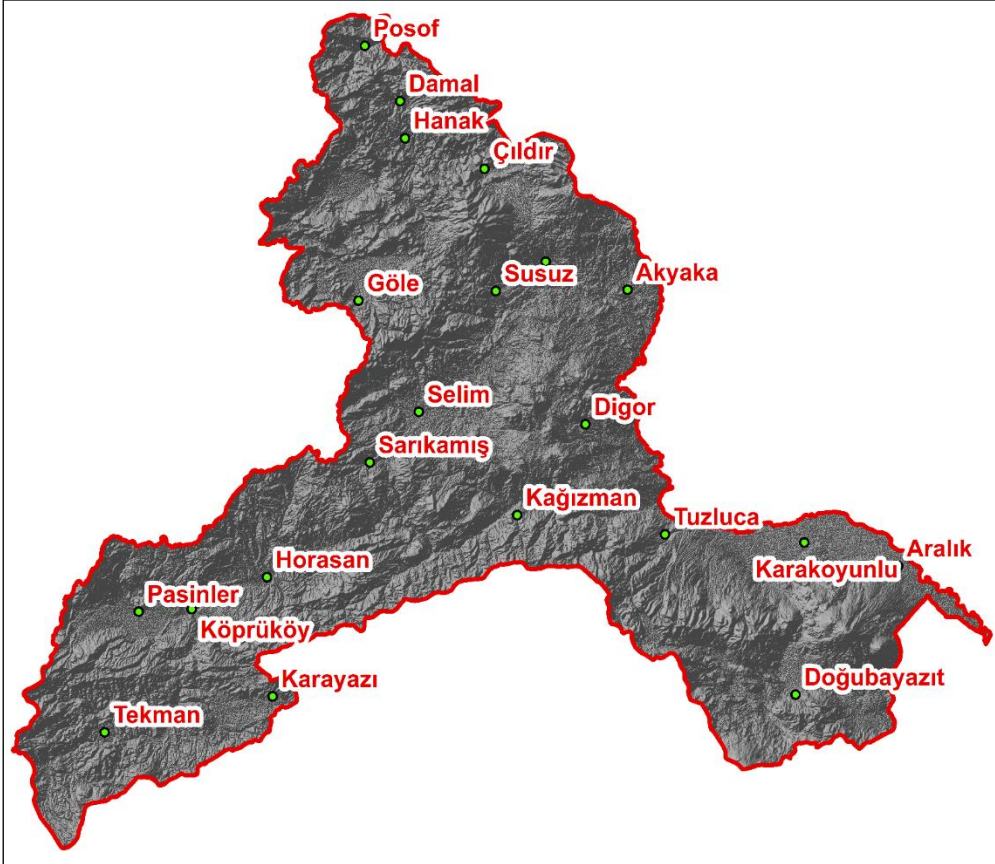 Posof
Damal
Hanak
Çıldır
Susuz
Akyaka
Göle
Selim
Digor
Sarıkamış
Kağızman
Tuzluca
Aralık
Karakoyunlu
Horasan
Pasinler
Köprüköy
Karayazı
Doğubayazıt
Tekman